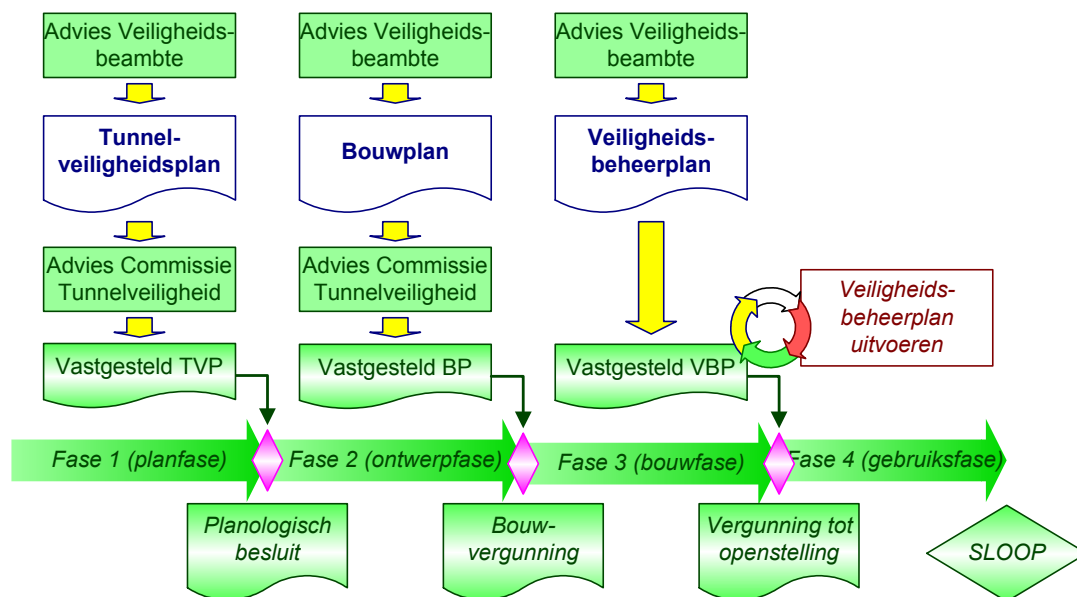 Advies Veiligheids-
beambte
Advies Veiligheids-
beambte
Advies Veiligheids-
beambte
Tunnel-
veiligheidsplan
Bouwplan
Veiligheids-
beheerplan
Advies Commissie
Tunnelveiligheid
Advies Commissie
Tunnelveiligheid
Veiligheids-
beheerplan
uitvoeren
Vastgesteld TVP
Vastgesteld BP
Vastgesteld VBP
Fase 1 (planfase)
Fase 2 (ontwerpfase)
Fase 3 (bouwfase)
Fase 4 (gebruiksfase)
Planologisch
besluit
Bouw-
vergunning
Vergunning tot
openstelling
SLOOP